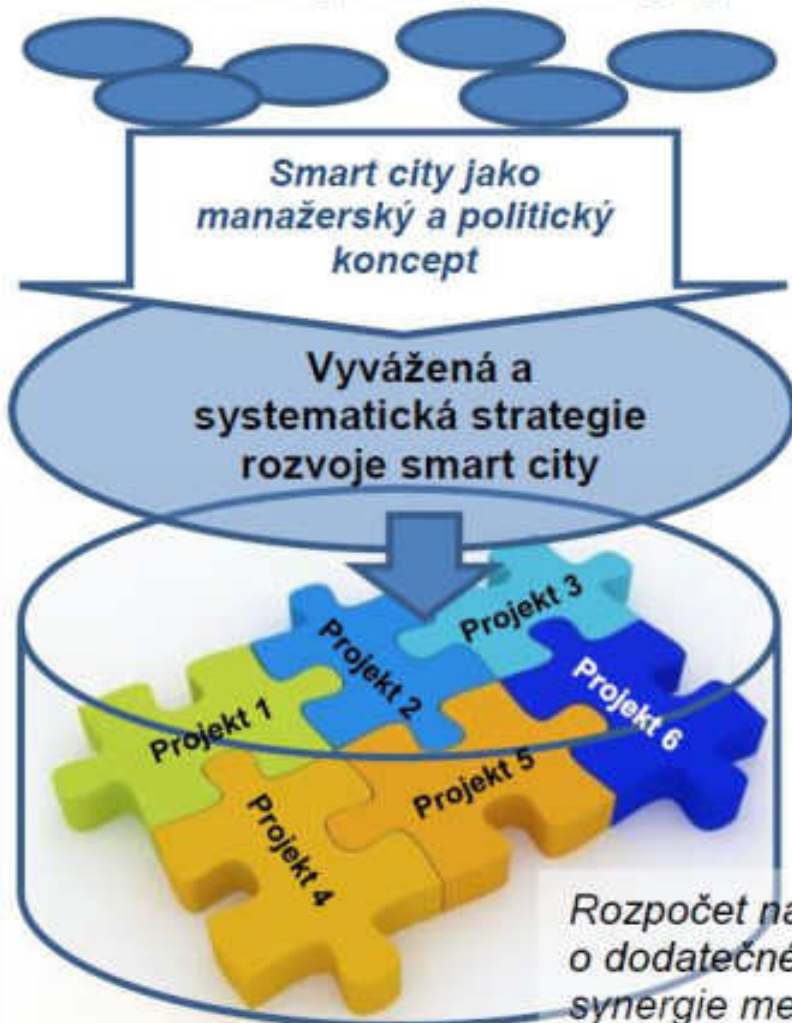 Smart city jako
manažerský a politický
koncept
Vyvážená a
systematická strategie
rozvoje smart city
Projekt 3
Projekt 2
Projekt 1
Projekt 6
Projekt 5
Projekt 4
Rozpočet na
o dodatečné
synergie me